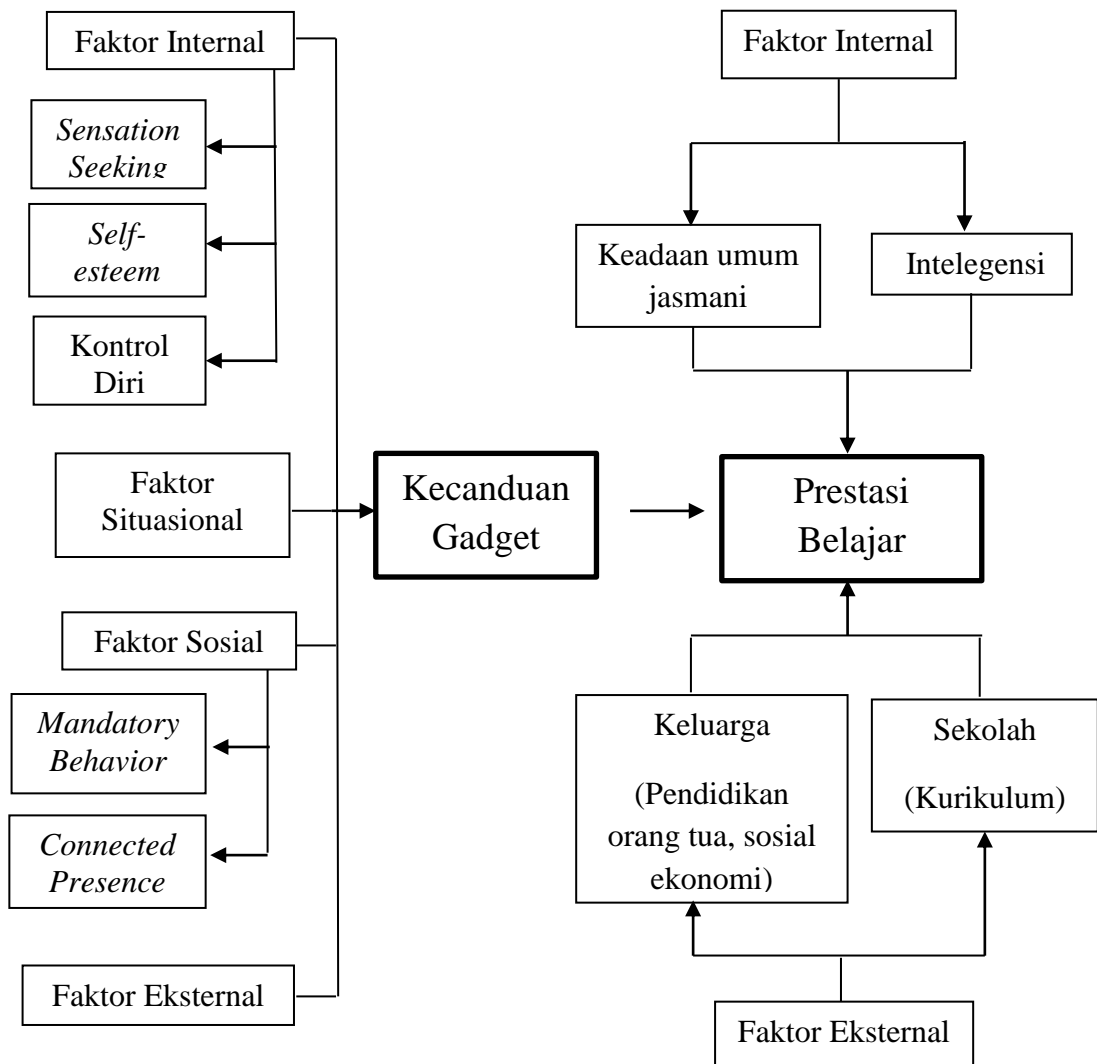 Faktor Internal
Sensation
Seeking
Self-
esteem
Kontrol
Diri
Faktor
Situasional
Faktor Sosial
Mandatory
Behavior
Connected
Presence
Faktor Eksternal
Kecanduan
Gadget
Faktor Internal
Keadaan umum
jasmani
Intelegensi
Prestasi
Belajar
Keluarga
(Pendidikan
orang tua, sosial
ekonomi)
Sekolah
(Kurikulum)
Faktor Eksternal